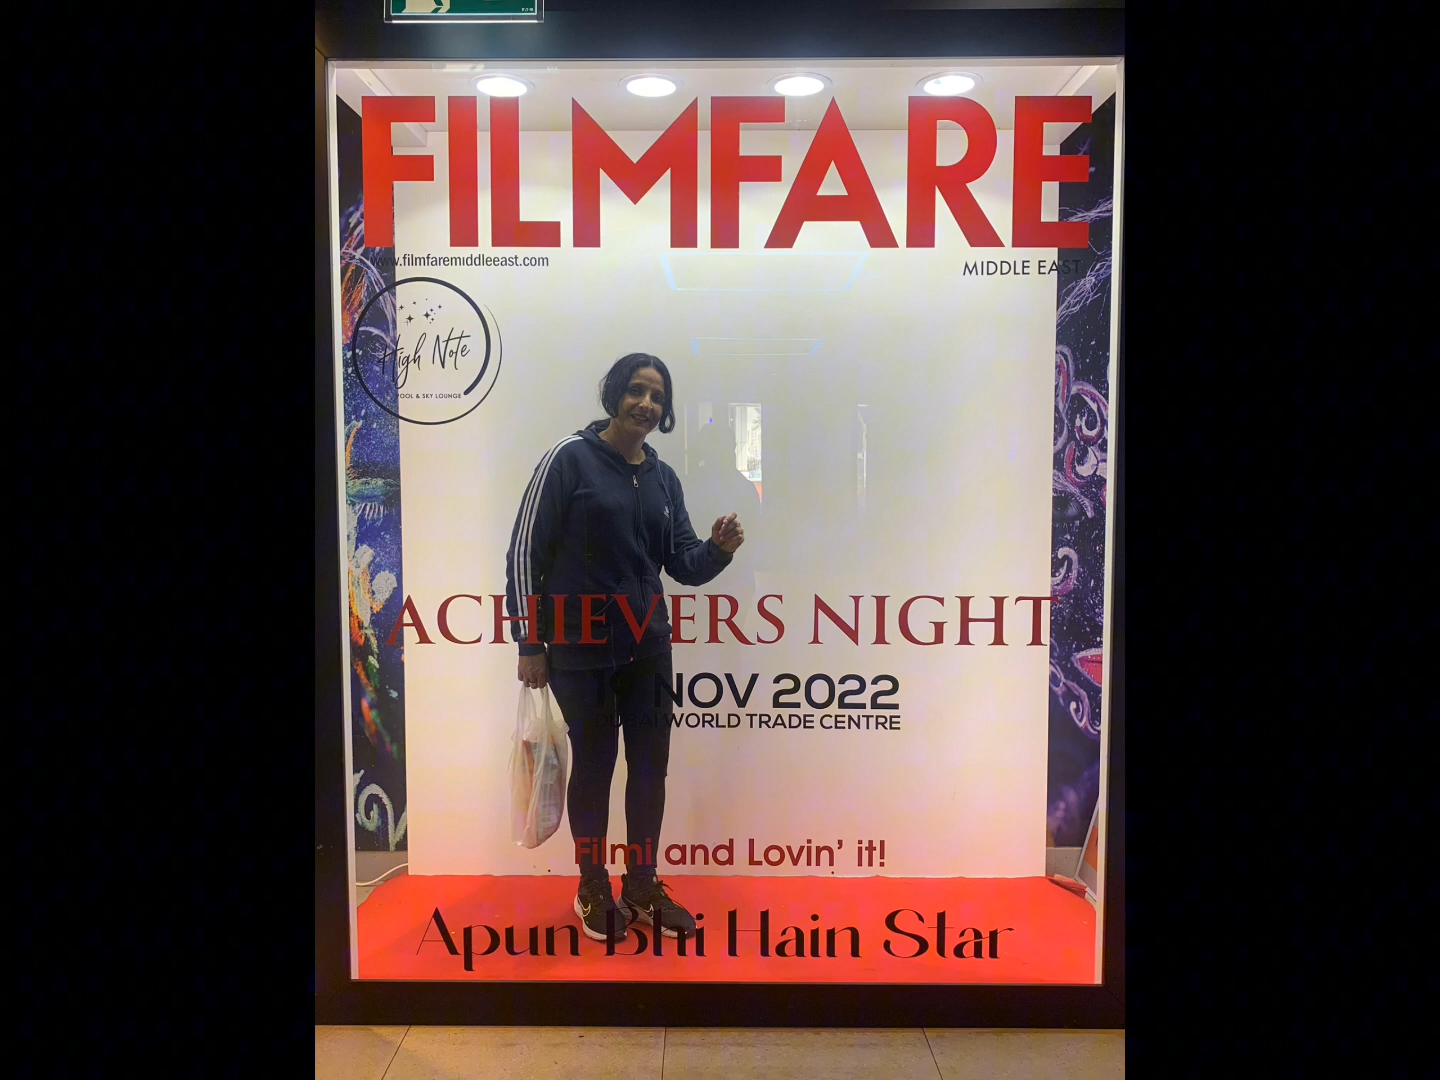 FILMFARE
www.filmfaremiddleeast.com
MIDDLE EAST
High Note
POOL & SKY LOUNGE
ACHIEVERS NIGHT
NOV 2022
DUBAI WORLD TRADE CENTRE
Filmi and Lovin' it!
Apun Bhi Hain Star